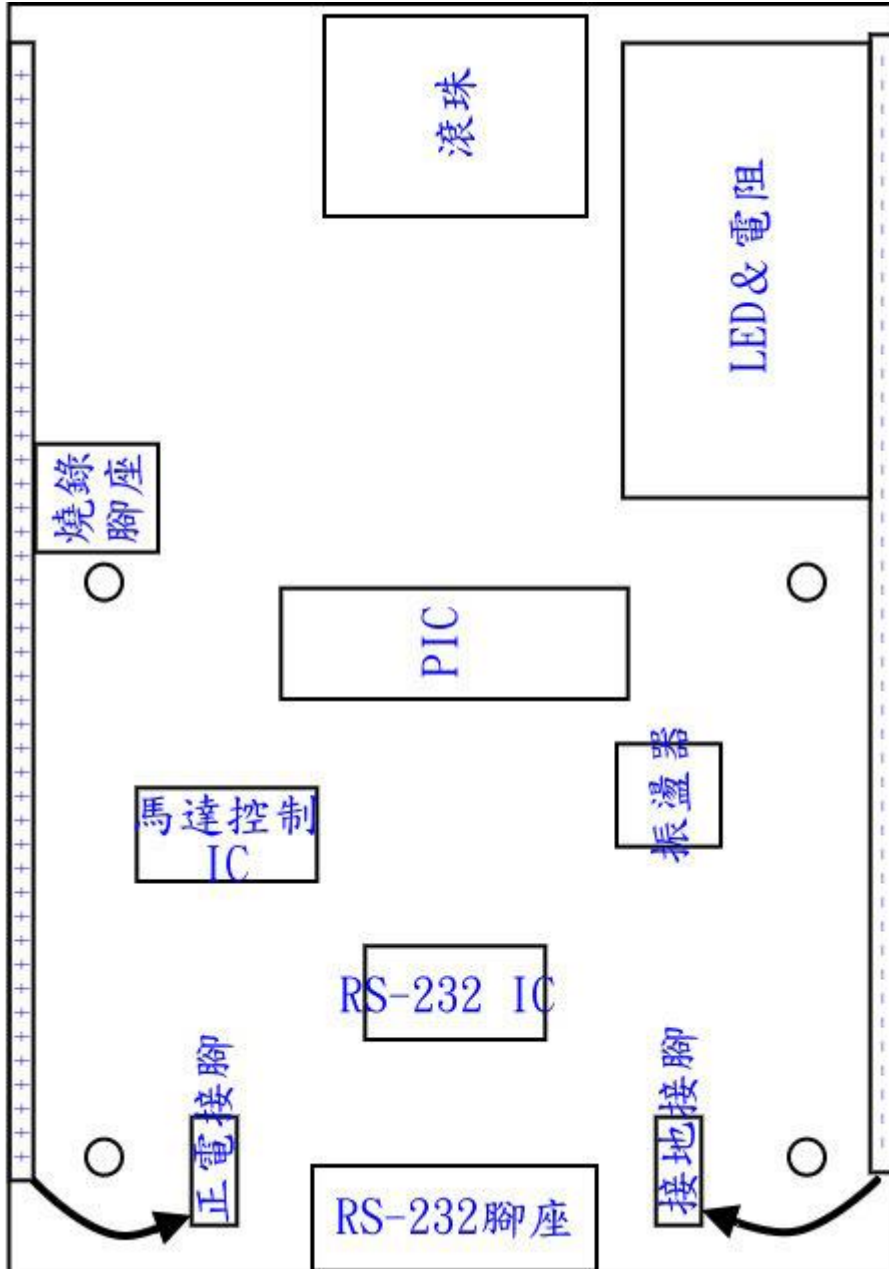 滾珠
LED&電阻
燒錄
腳座
PIC
振盪器
馬達控制
IC
RS-232 IC
正電接腳
接地接腳
RS-232腳座